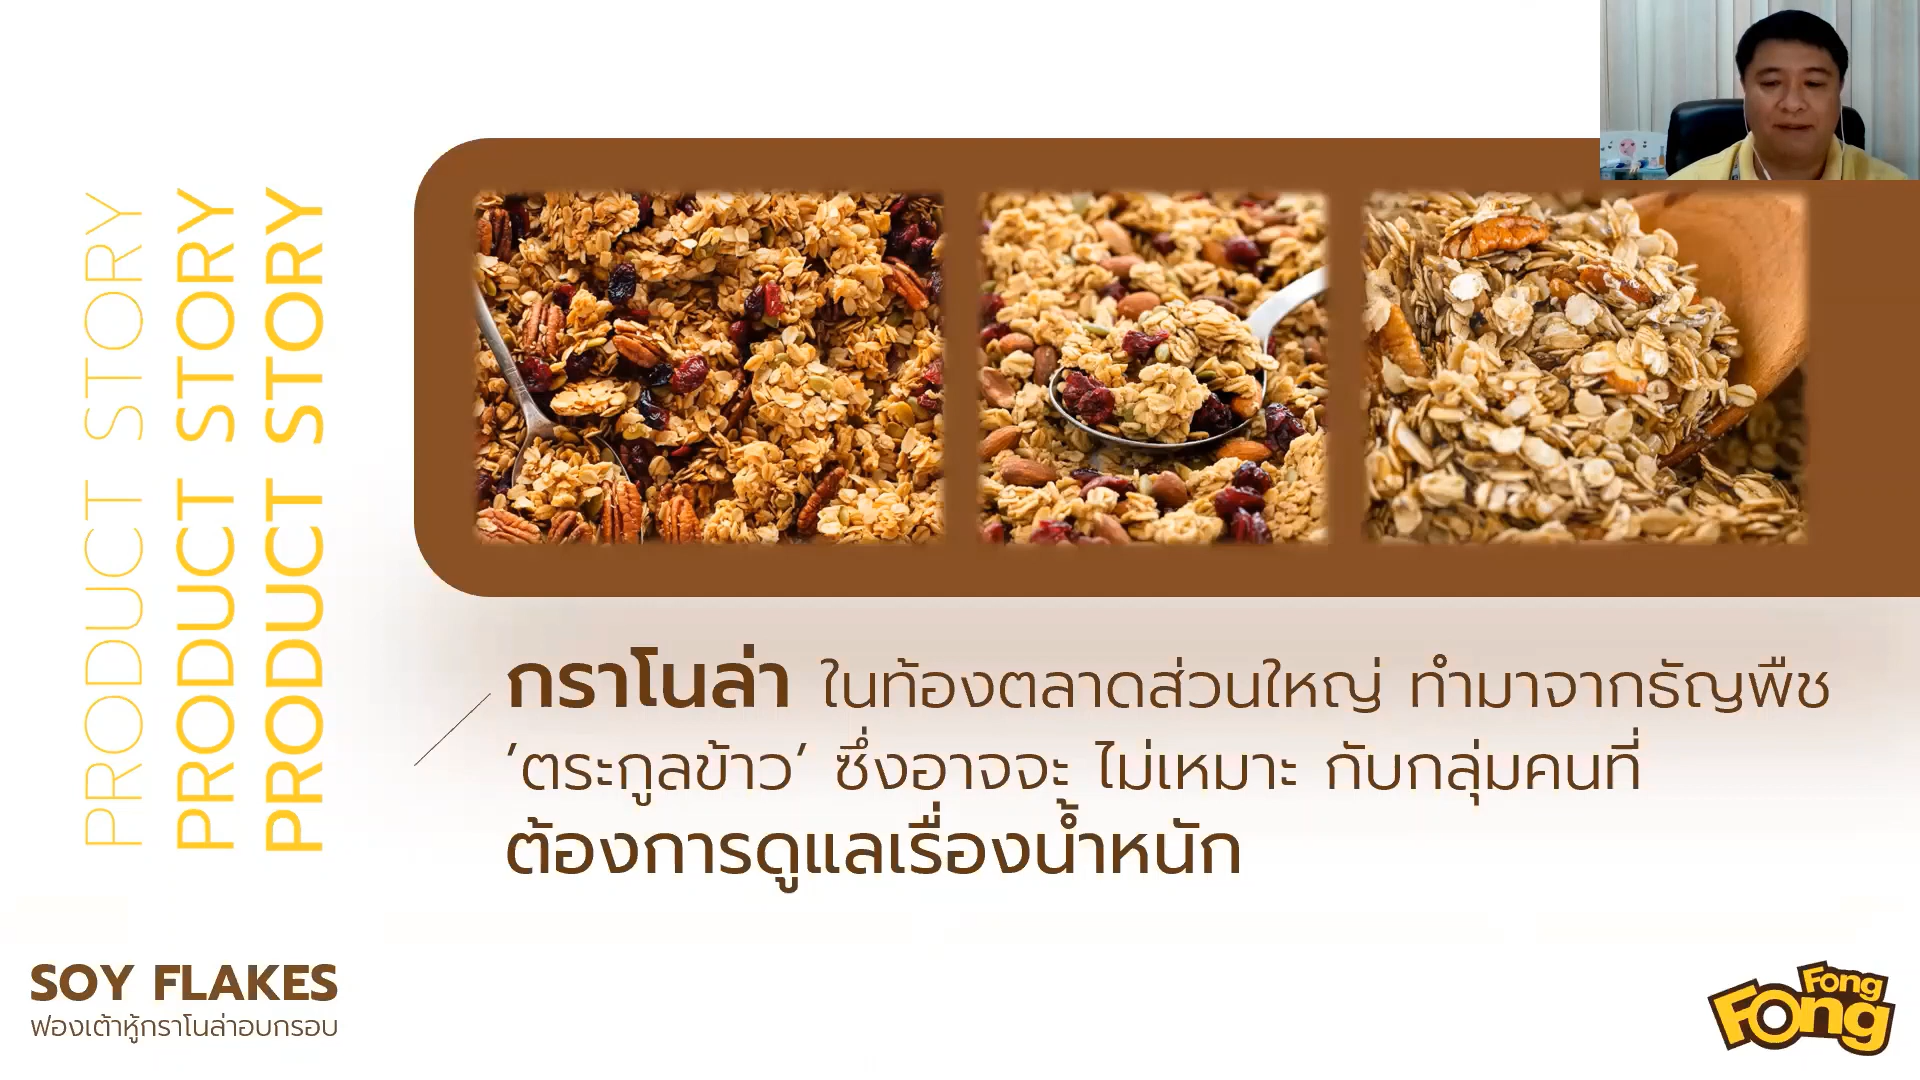 PRODUCT STORY
PRODUCT STORY
PRODUCT STORY
กราโนล่า ในท้องตลาดส่วนใหญ่ ทำมาจากธัญพืช
'ตระกูลข้าว' ซึ่งอาจจะ ไม่เหมาะ กับกลุ่มคนที่
ต้องการดูแลเรื่องน้ำหนัก
SOY FLAKES
ฟองเต้าหู้กราโนล่าอบกรอบ
Fong
Fong